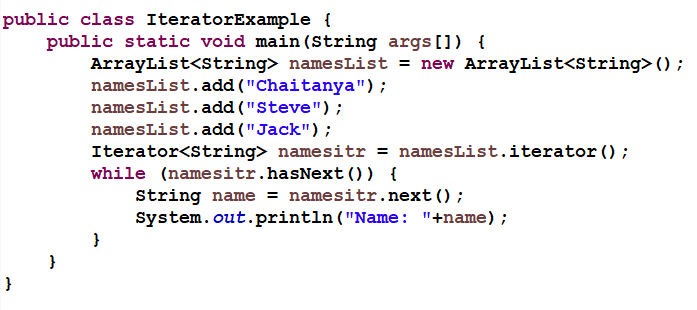 public class IteratorExample {
    public static void main(String args[]) {
        ArrayList<String> namesList = new ArrayList<String>();
        namesList.add("Chaitanya");
        namesList.add("Steve");
        namesList.add("Jack");
        Iterator<String> namesitr = namesList.iterator();
        while (namesitr.hasNext()) {
            String name = namesitr.next();
            System.out.println("Name: "+name);
        }
    }
}